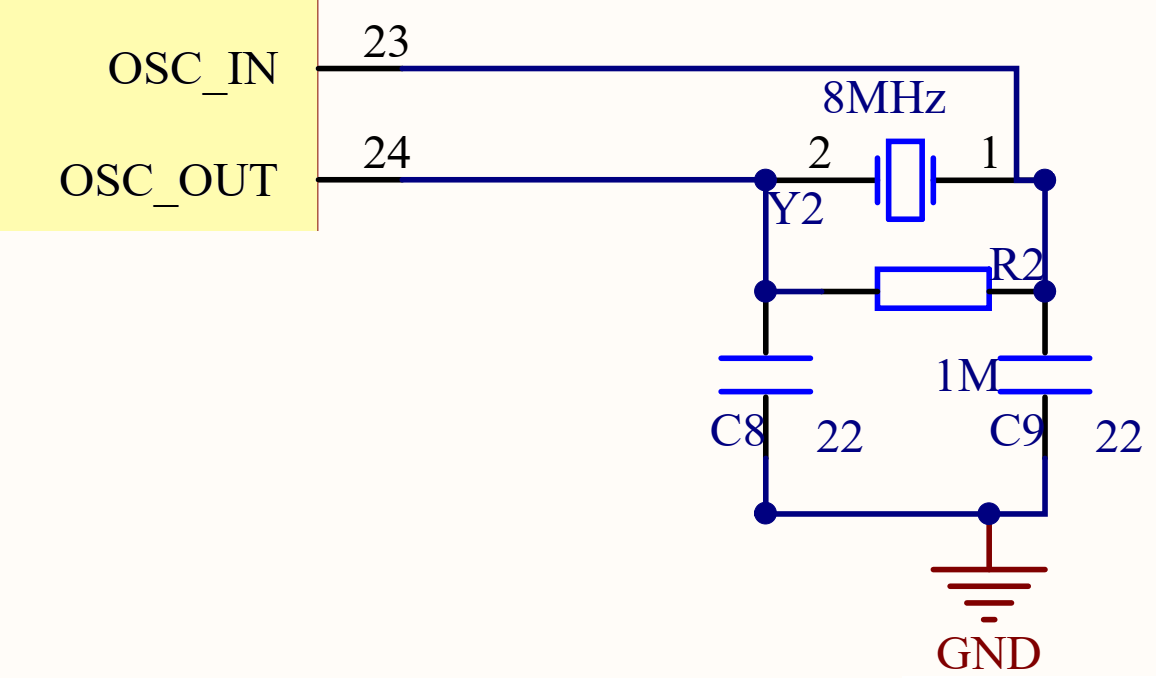 23
OSC_IN
8MHz
24
2
1
OSC_OUT
Y2
R2
1M
C8
22
C9
22
GND